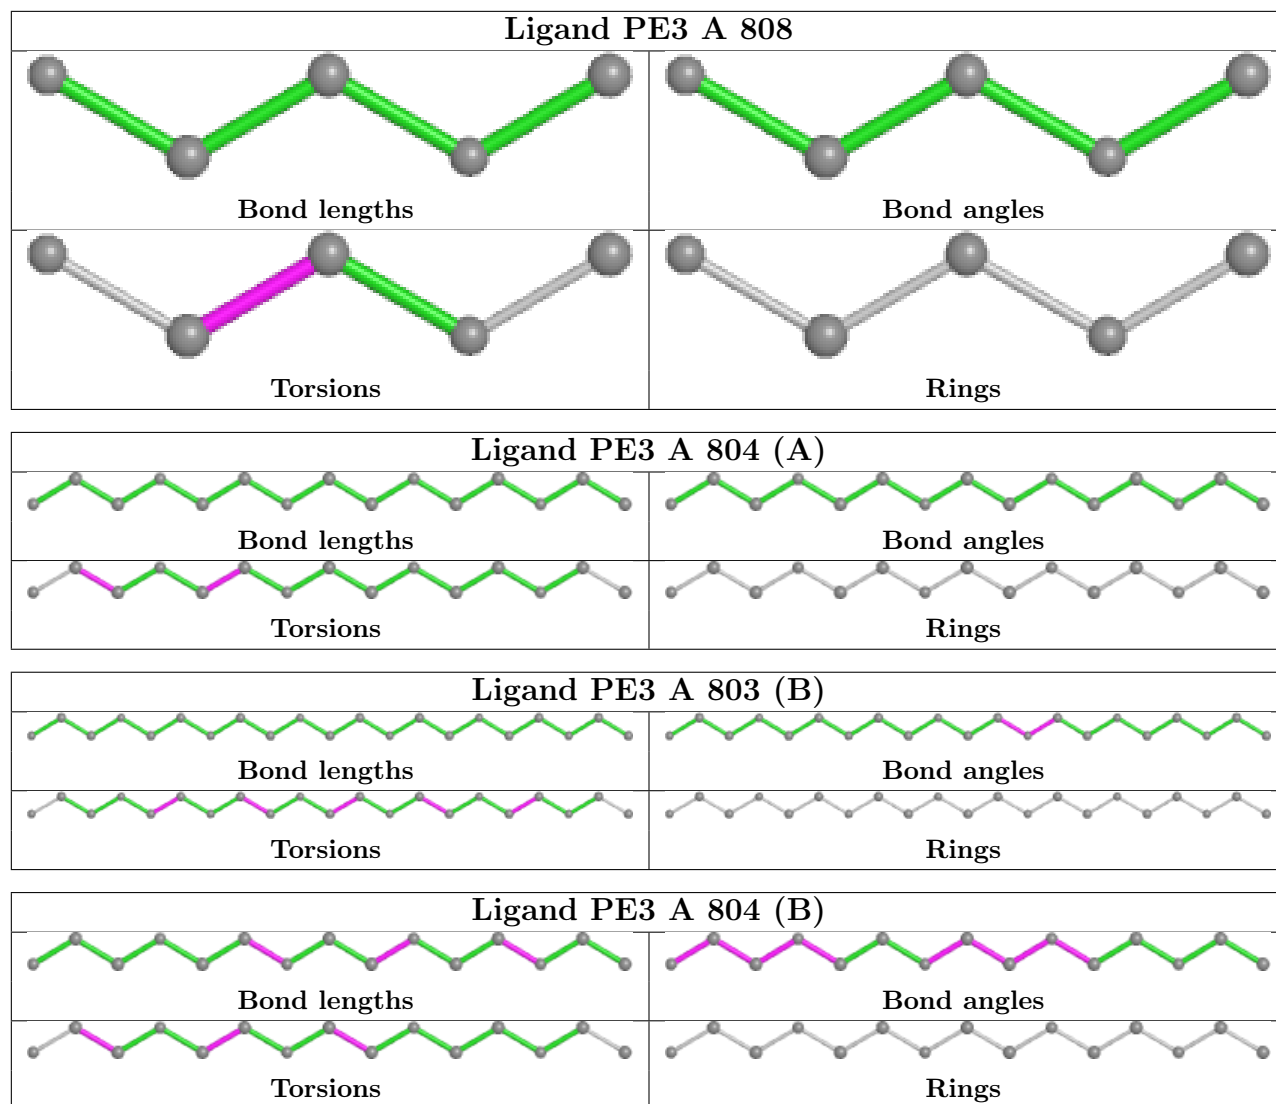 Ligand PE3 A 808
Bond lengths
Bond angles
Torsions
Rings
Ligand PE3 A 804 (A)
Bond lengths
Bond angles
Torsions
Rings
Ligand PE3 A 803 (B)
Bond lengths
Bond angles
Torsions
Rings
Ligand PE3 A 804 (B)
Bond lengths
Bond angles
Torsions
Rings